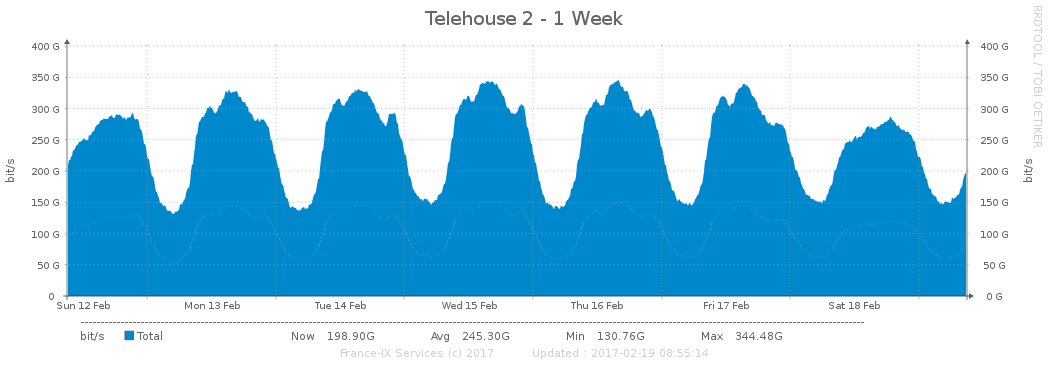 Telehouse 2 - 1 Week
RRDTOOL / TOBI OETIKER
400 G 400 G
350 G 350 G
300 G 300 G
250 G 250 G
200 G 200 G
150 G 150 G
100 G 100 G
50 G 50 G
0 0 G
bit/s bit/s
Sun 12 Feb Mon 13 Feb Tue 14 Feb Wed 15 Feb Thu 16 Feb Fri 17 Feb Sat 18 Feb
bit/s Total Now 198.90G Avg 245.30G Min 130.76G Max 344.48G
France-IX Services (c) 2017 Updated : 2017-02-19 08:55:14